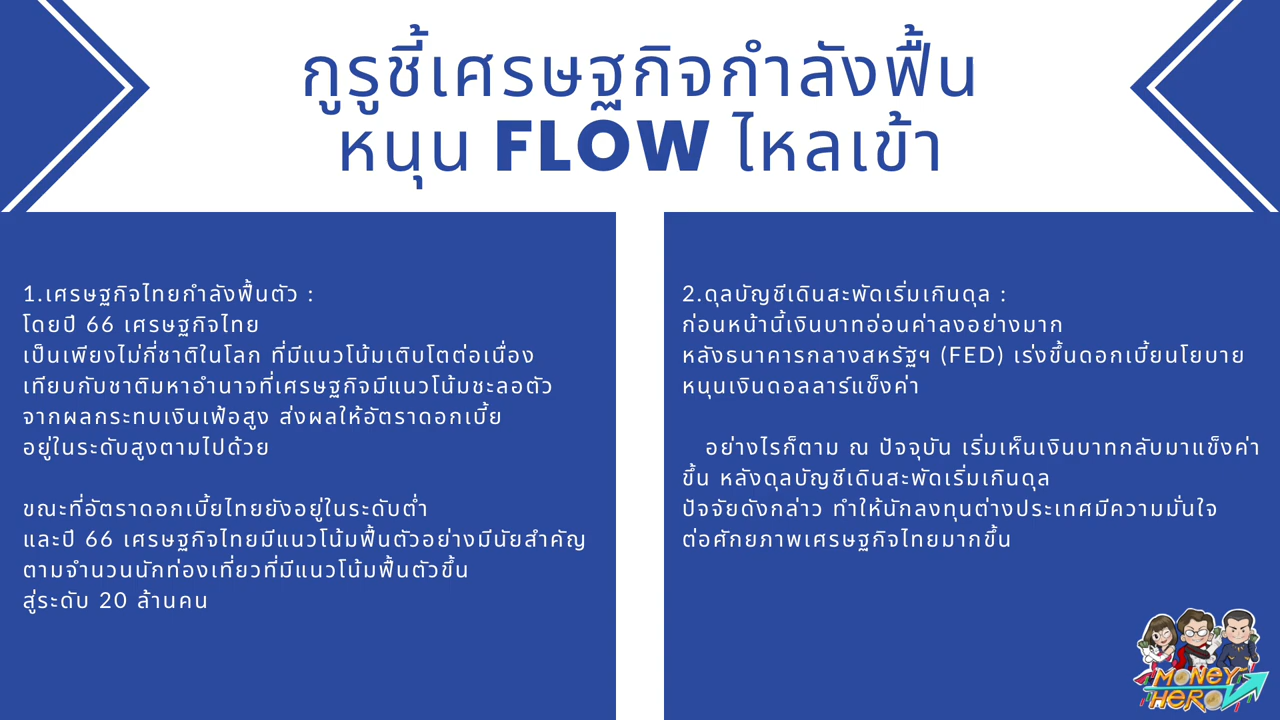 กูรูชี้เศรษฐกิจกำลังฟื้น
หนุน FLOW ไหลเข้า
1.เศรษฐกิจไทยกำลังฟื้นตัว :
โดยปี 66 เศรษฐกิจไทย
เป็นเพียงไม่กี่ชาติในโลก ที่มีแนวโน้มเติบโตต่อเนื่อง
เทียบกับชาติมหาอำนาจที่เศรษฐกิจมีแนวโน้มชะลอตัว
จากผลกระทบเงินเฟ้อสูง ส่งผลให้อัตราดอกเบี้ย
อยู่ในระดับสูงตามไปด้วย
ขณะที่อัตราดอกเบี้ยไทยยังอยู่ในระดับต่ำ
และปี 66 เศรษฐกิจไทยมีแนวโน้มฟื้นตัวอย่างมีนัยสำคัญ
ตามจำนวนนักท่องเที่ยวที่มีแนวโน้มฟื้นตัวขึ้น
สู่ระดับ 20 ล้านคน
2.ดุลบัญชีเดินสะพัดเริ่มเกินดุล :
ก่อนหน้านี้เงินบาทอ่อนค่าลงอย่างมาก
หลังธนาคารกลางสหรัฐฯ (FED) เร่งขึ้นดอกเบี้ยนโยบาย
หนุนเงินดอลลาร์แข็งค่า
อย่างไรก็ตาม ณ ปัจจุบัน เริ่มเห็นเงินบาทกลับมาแข็งค่า
ขึ้น หลังดุลบัญชีเดินสะพัดเริ่มเกินดุล
ปัจจัยดังกล่าว ทำให้นักลงทุนต่างประเทศมีความมั่นใจ
ต่อศักยภาพเศรษฐกิจไทยมากขึ้น
MONEY
HERO